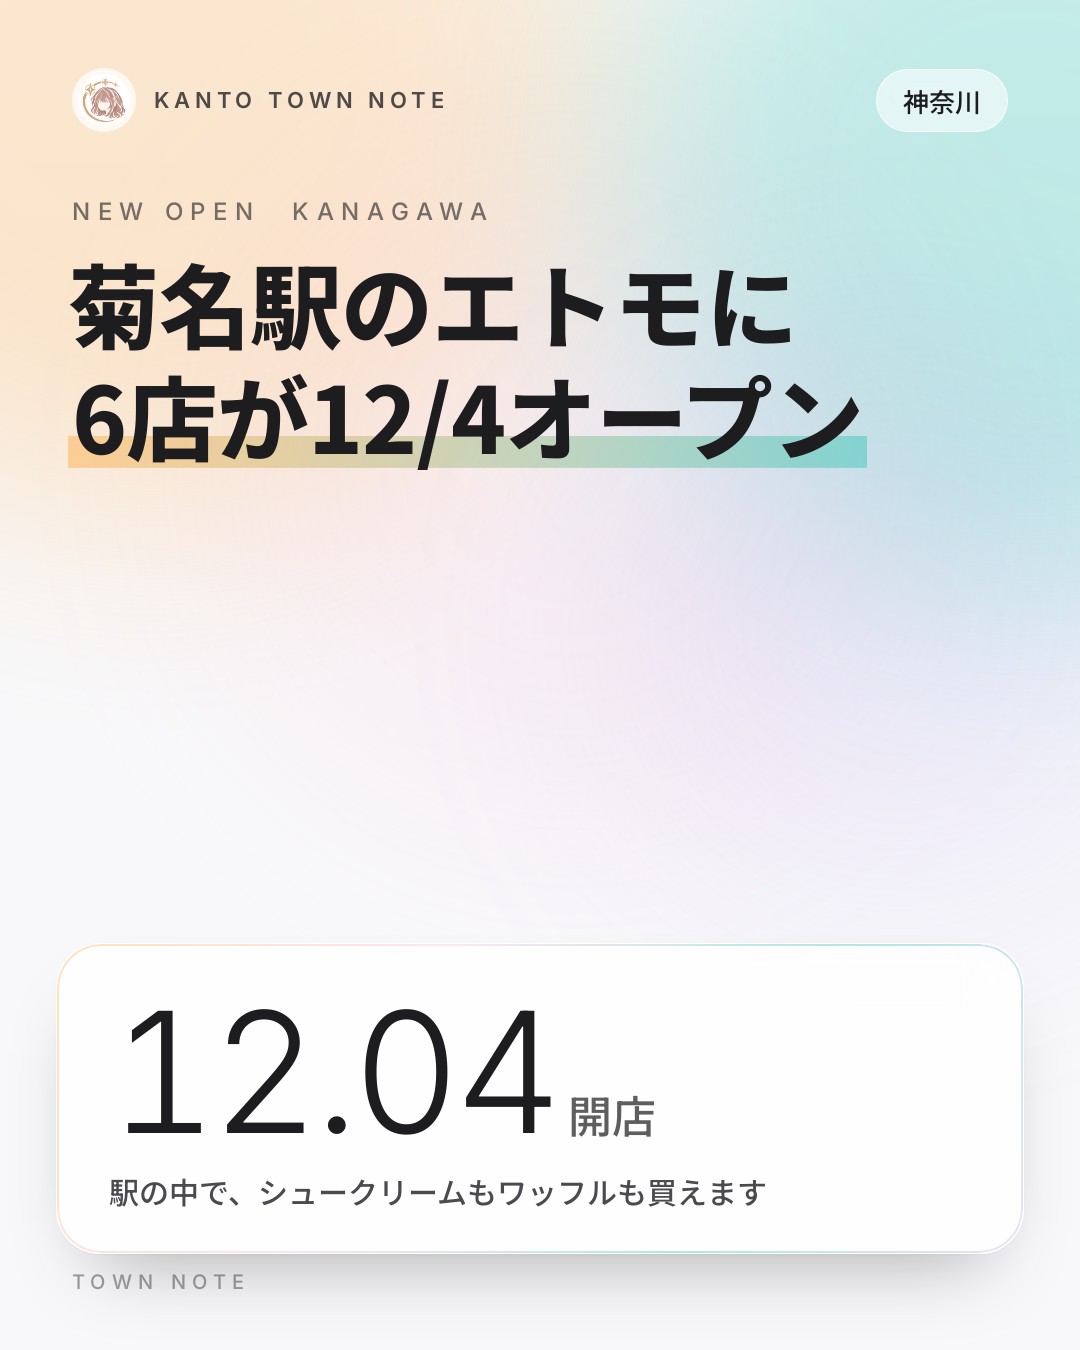 KANTO TOWN NOTE
神奈川
NEW OPEN KANAGAWA
菊名駅のエトモに
6店が12/4オープン
12.04 開店
駅の中で、シュークリームもワッフルも買えます
TOWN NOTE